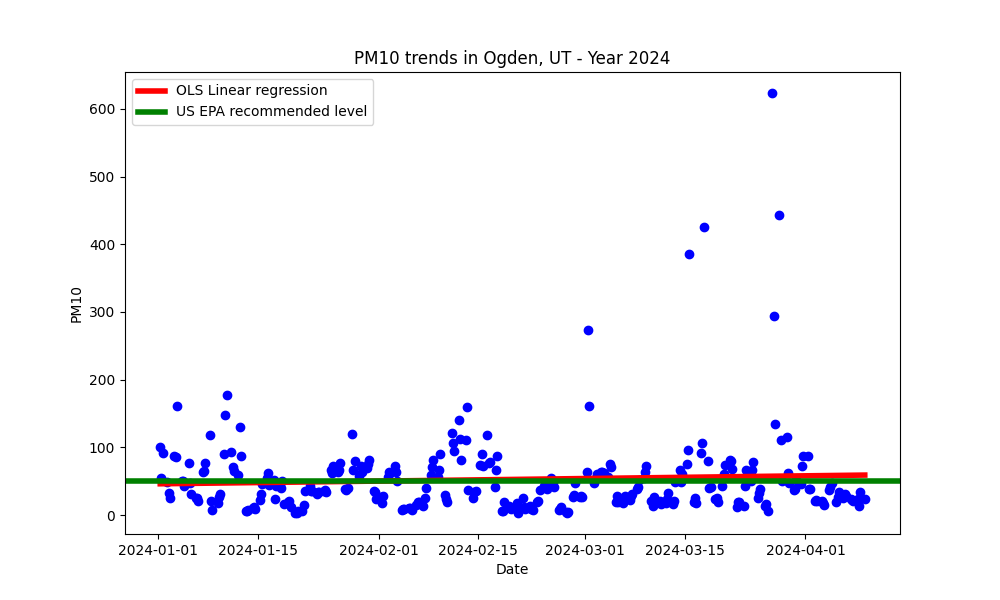 PM10 trends in Ogden, UT - Year 2024
OLS Linear regression
US EPA recommended level
600
500
400
300
200
100
0
PM10
2024-01-01
2024-01-15
2024-02-01
2024-02-15
2024-03-01
2024-03-15
2024-04-01
Date